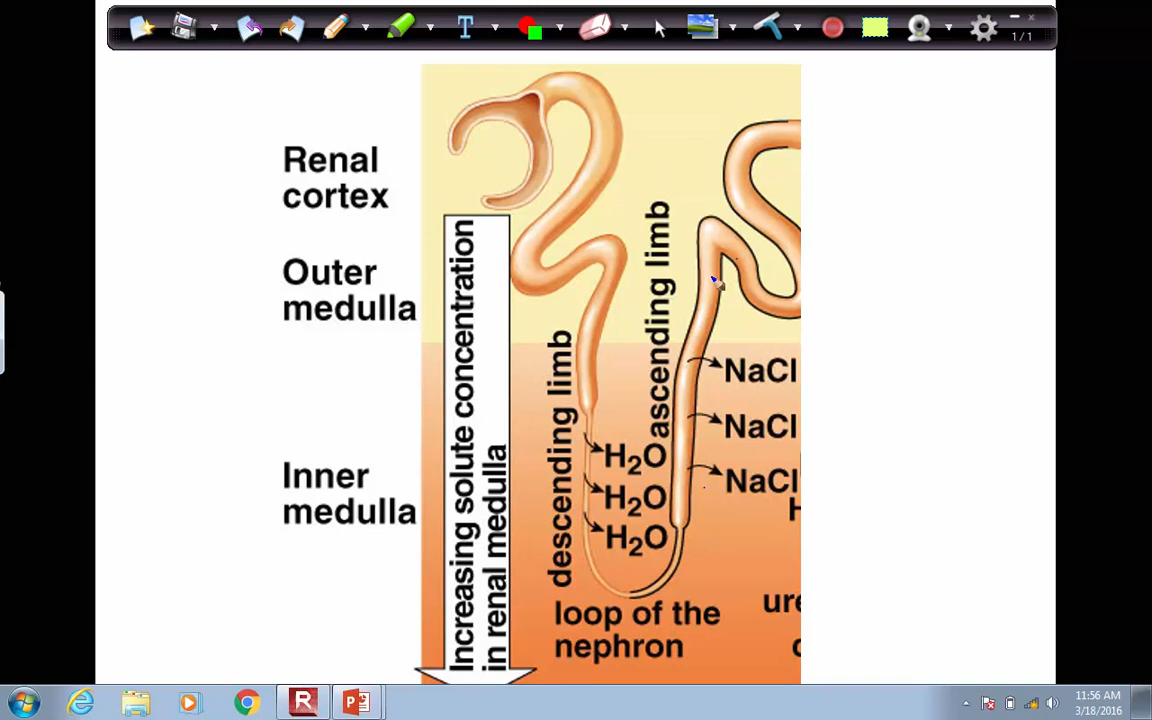 1/1
Renal
cortex
Outer
medulla
Inner
medulla
Increasing solute concentration
in renal medulla
descending limb
ascending limb
H₂O
H₂O
H₂O
NaCl
NaCl
NaCl
loop of the
nephron
11:56 AM
3/18/2016